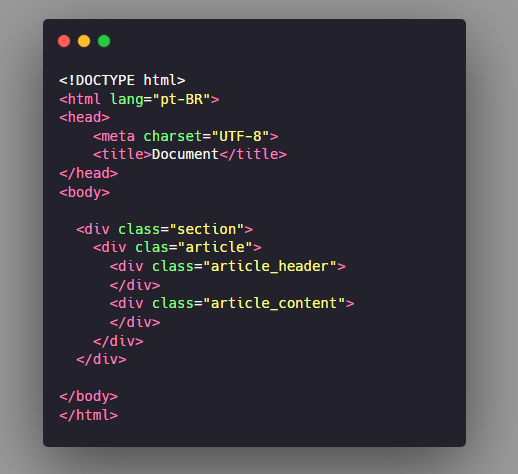 <!DOCTYPE html>
<html lang="pt-BR">
<head>
    <meta charset="UTF-8">
    <title>Document</title>
</head>
<body>

  <div class="section">
    <div clas="article">
      <div class="article_header">
      </div>
      <div class="article_content">
      </div>
    </div>
  </div>

</body>
</html>